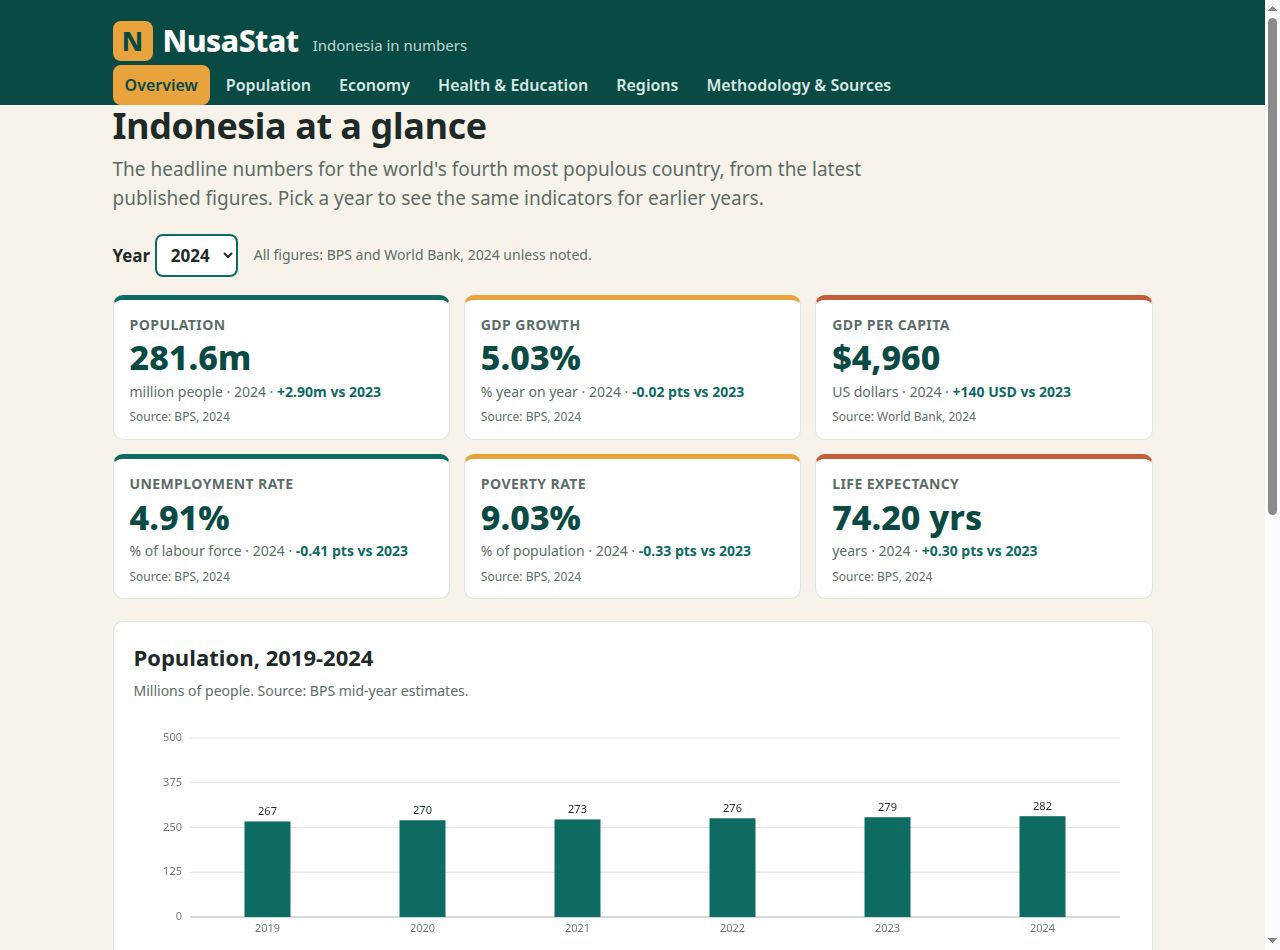 N NusaStat Indonesia in numbers
Overview Population Economy Health & Education Regions Methodology & Sources
Indonesia at a glance
The headline numbers for the world's fourth most populous country, from the latest
published figures. Pick a year to see the same indicators for earlier years.
Year 2024 All figures: BPS and World Bank, 2024 unless noted.
POPULATION
281.6m
million people · 2024 · +2.90m vs 2023
Source: BPS, 2024
GDP GROWTH
5.03%
% year on year · 2024 · -0.02 pts vs 2023
Source: BPS, 2024
GDP PER CAPITA
$4,960
US dollars · 2024 · +140 USD vs 2023
Source: World Bank, 2024
UNEMPLOYMENT RATE
4.91%
% of labour force · 2024 · -0.41 pts vs 2023
Source: BPS, 2024
POVERTY RATE
9.03%
% of population · 2024 · -0.33 pts vs 2023
Source: BPS, 2024
LIFE EXPECTANCY
74.20 yrs
years · 2024 · +0.30 pts vs 2023
Source: BPS, 2024
Population, 2019-2024
Millions of people. Source: BPS mid-year estimates.
500
375
250
125
0
267 270 273 276 279 282
2019 2020 2021 2022 2023 2024